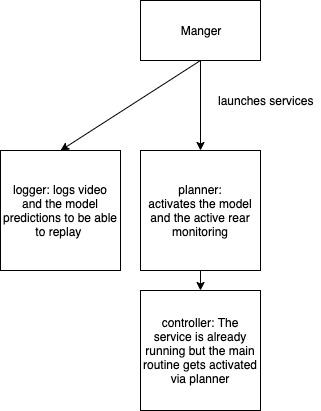 Manger
launches services
logger: logs video
and the model
predictions to be able
to replay
planner:
activates the model
and the active rear
monitoring
controller: The
service is already
running but the main
routine gets activated
via planner